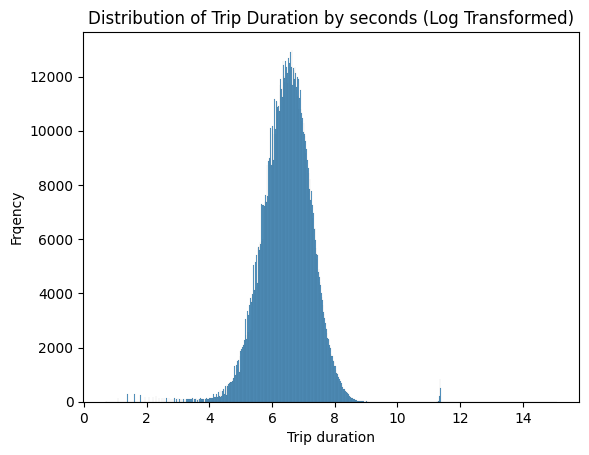 Distribution of Trip Duration by seconds (Log Transformed)
12000
10000
8000
6000
4000
2000
0
Frqency
0 2 4 6 8 10 12 14
Trip duration